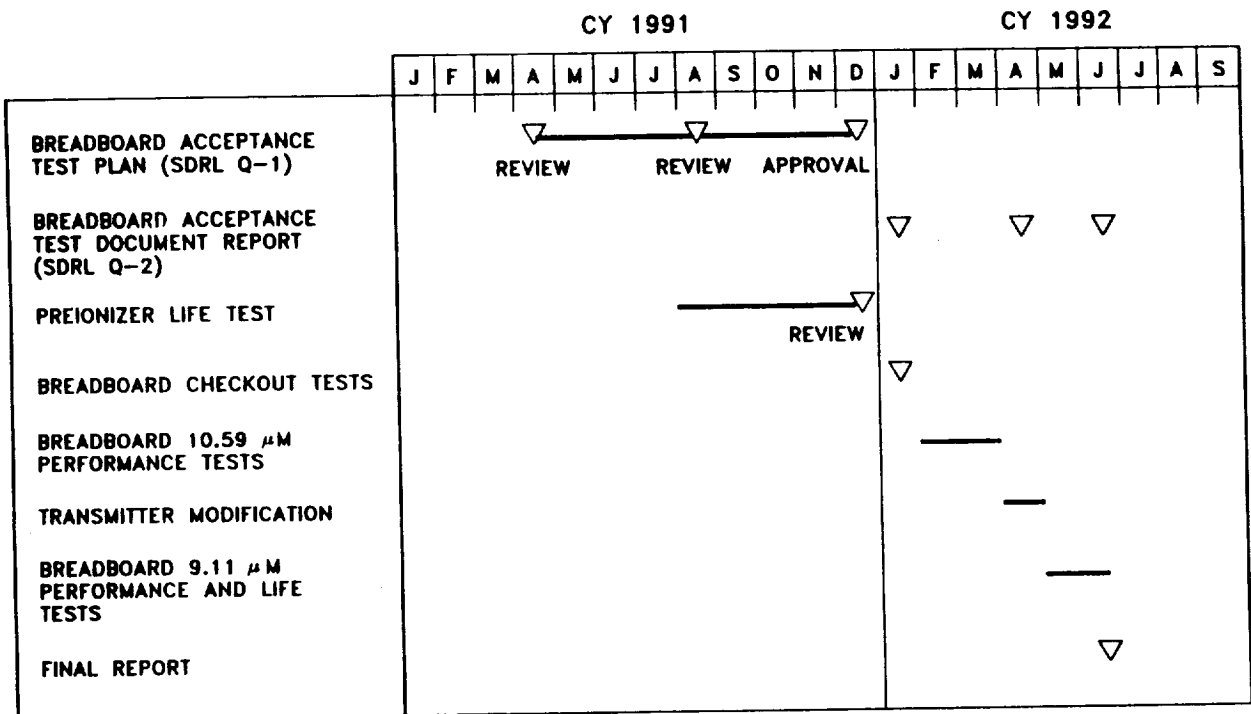 CY 1991
CY 1992
J F M A M J J A S O N D J F M A M J J A S
BREADBOARD ACCEPTANCE
TEST PLAN (SDRL Q-1)
REVIEW REVIEW APPROVAL
BREADBOARD ACCEPTANCE
TEST DOCUMENT REPORT
(SDRL Q-2)
PREIONIZER LIFE TEST
REVIEW
BREADBOARD CHECKOUT TESTS
BREADBOARD 10.59 μM
PERFORMANCE TESTS
TRANSMITTER MODIFICATION
BREADBOARD 9.11 μM
PERFORMANCE AND LIFE
TESTS
FINAL REPORT